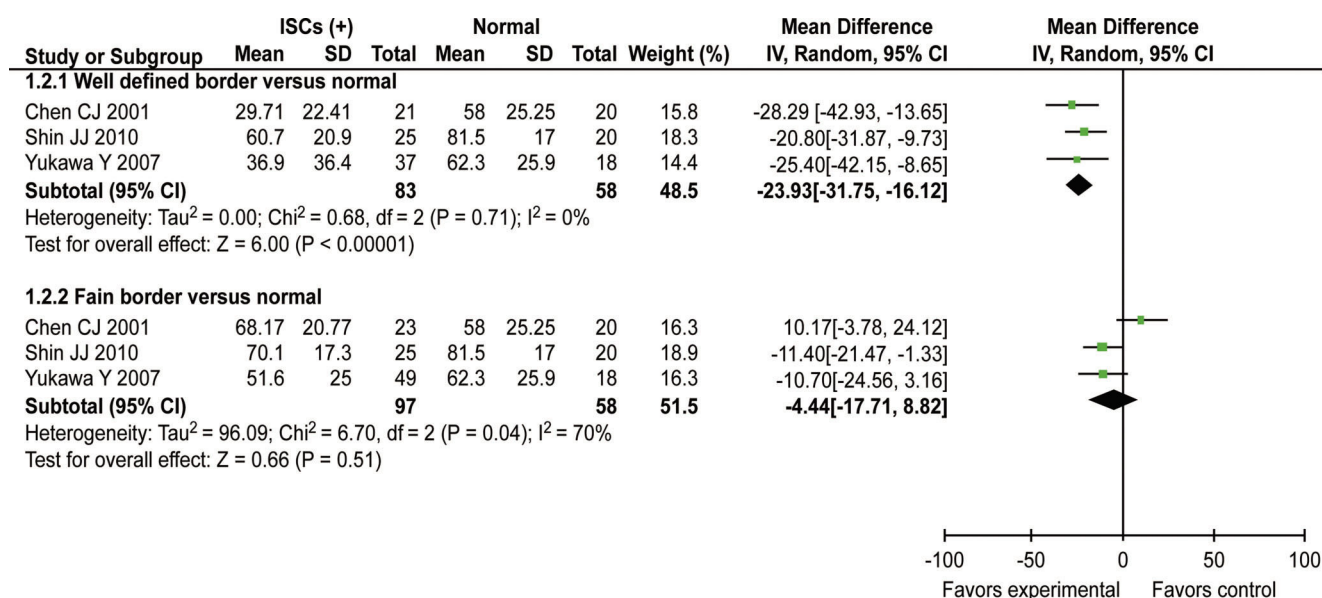 ISCs (+) Normal Mean Difference Mean Difference
Study or Subgroup Mean SD Total Mean SD Total Weight (%) IV, Random, 95% CI IV, Random, 95% CI
1.2.1 Well defined border versus normal
Chen CJ 2001 29.71 22.41 21 58 25.25 20 15.8 -28.29 [-42.93, -13.65]
Shin JJ 2010 60.7 20.9 25 81.5 17 20 18.3 -20.80[-31.87, -9.73]
Yukawa Y 2007 36.9 36.4 37 62.3 25.9 18 14.4 -25.40[-42.15, -8.65]
Subtotal (95% CI) 83 58 48.5 -23.93[-31.75, -16.12]
Heterogeneity: Tau² = 0.00; Chi² = 0.68, df = 2 (P = 0.71); I² = 0%
Test for overall effect: Z = 6.00 (P < 0.00001)
1.2.2 Fain border versus normal
Chen CJ 2001 68.17 20.77 23 58 25.25 20 16.3 10.17[-3.78, 24.12]
Shin JJ 2010 70.1 17.3 25 81.5 17 20 18.9 -11.40[-21.47, -1.33]
Yukawa Y 2007 51.6 25 49 62.3 25.9 18 16.3 -10.70[-24.56, 3.16]
Subtotal (95% CI) 97 58 51.5 -4.44[-17.71, 8.82]
Heterogeneity: Tau² = 96.09; Chi² = 6.70, df = 2 (P = 0.04); I² = 70%
Test for overall effect: Z = 0.66 (P = 0.51)
-100 -50 0 50 100
Favors experimental Favors control